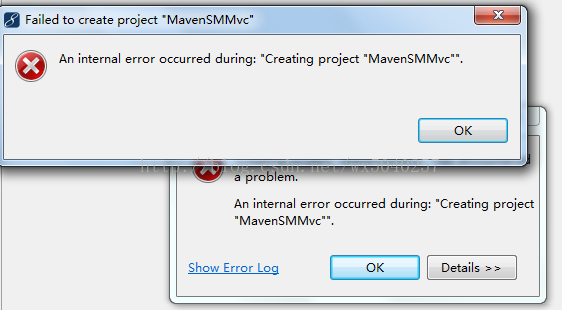 Failed to create project "MavenSMMvc"
An internal error occurred during: "Creating project "MavenSMMvc"".
OK
a problem.
An internal error occurred during: "Creating project
"MavenSMMvc"".
Show Error Log
OK
Details >>